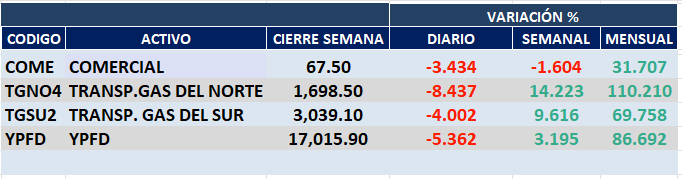 VARIACIÓN %
CODIGO ACTIVO CIERRE SEMANA DIARIO SEMANAL MENSUAL
COME COMERCIAL 67.50 -3.434 -1.604 31.707
TGNO4 TRANSP.GAS DEL NORTE 1,698.50 -8.437 14.223 110.210
TGSU2 TRANSP. GAS DEL SUR 3,039.10 -4.002 9.616 69.758
YPFD YPFD 17,015.90 -5.362 3.195 86.692